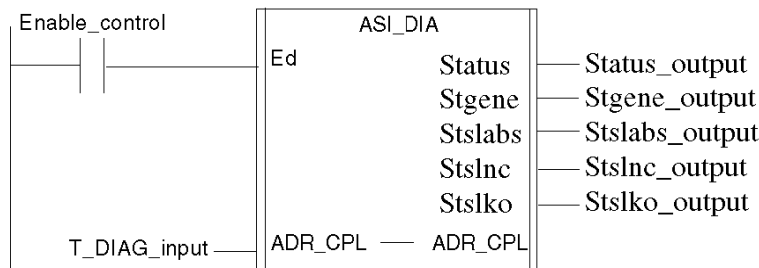 Enable_control
ASI_DIA
Ed
Status Status_output
Stgene Stgene_output
Stslabs Stslabs_output
Stslnc Stslnc_output
Stslko Stslko_output
T_DIAG_input ADR_CPL ADR_CPL